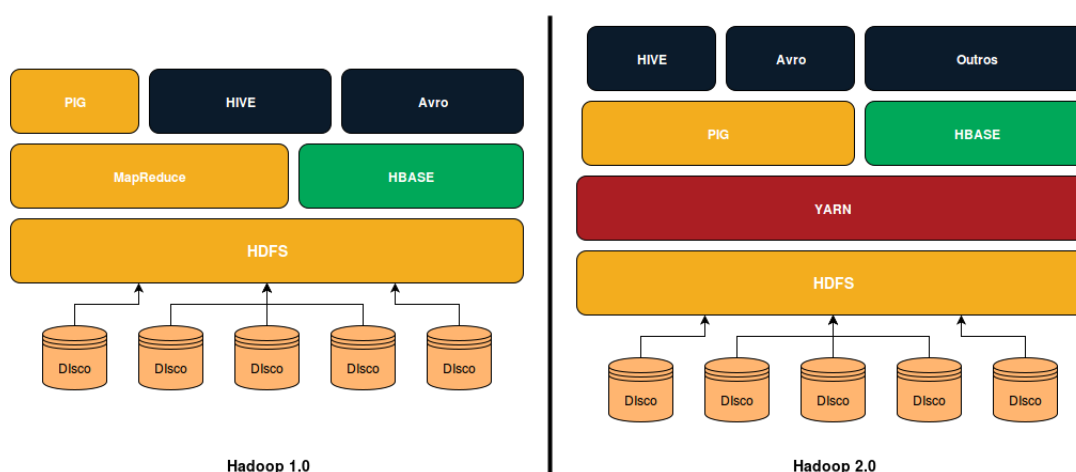 PIG
HIVE
Avro
MapReduce
HBASE
HDFS
DIsco
DIsco
DIsco
DIsco
DIsco
Hadoop 1.0
HIVE
Avro
Outros
PIG
HBASE
YARN
HDFS
DIsco
DIsco
DIsco
DIsco
DIsco
Hadoop 2.0